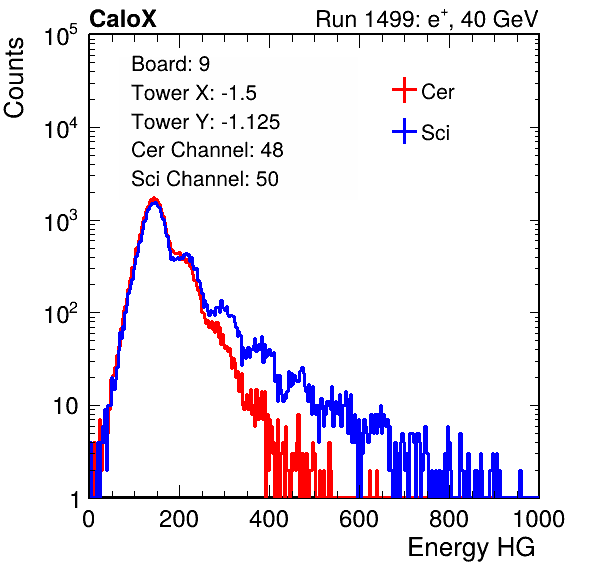 CaloX Run 1499: e⁺, 40 GeV
Counts
Board: 9
Tower X: -1.5
Tower Y: -1.125
Cer Channel: 48
Sci Channel: 50
Cer
Sci
10⁵
10⁴
10³
10²
10
1
0 200 400 600 800 1000
Energy HG